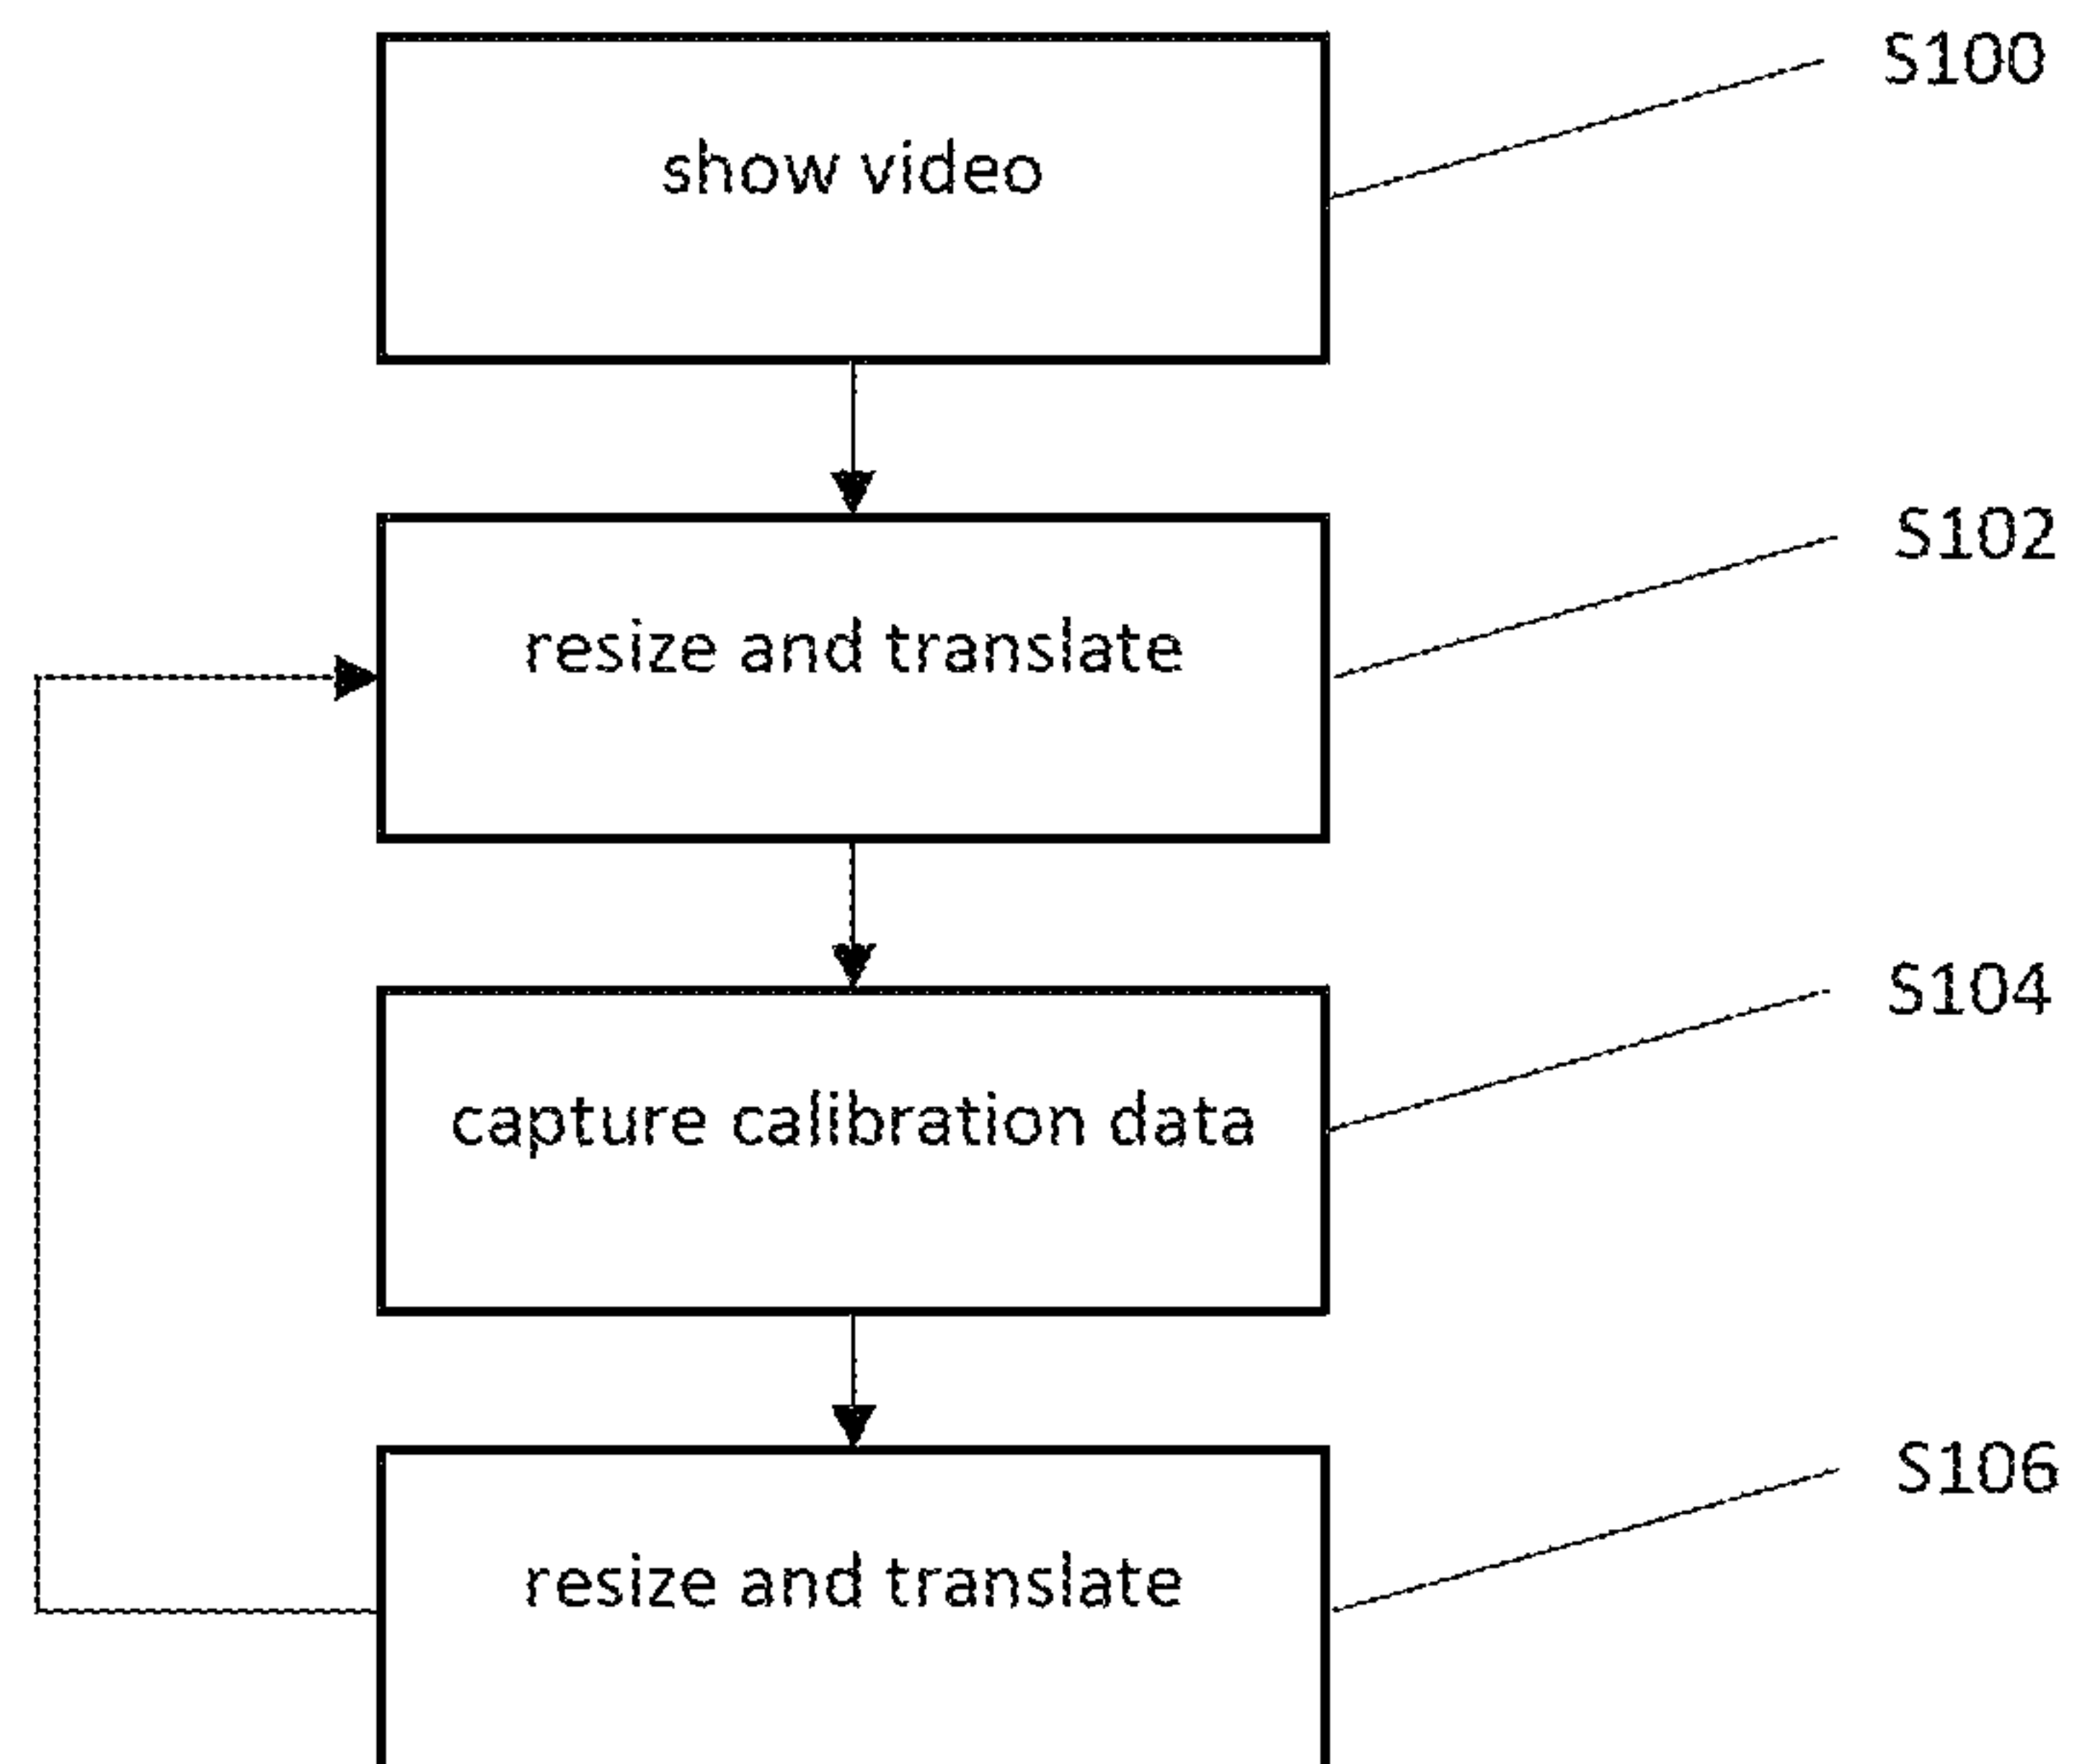 show video
S100
resize and translate
S102
capture calibration data
S104
resize and translate
S106